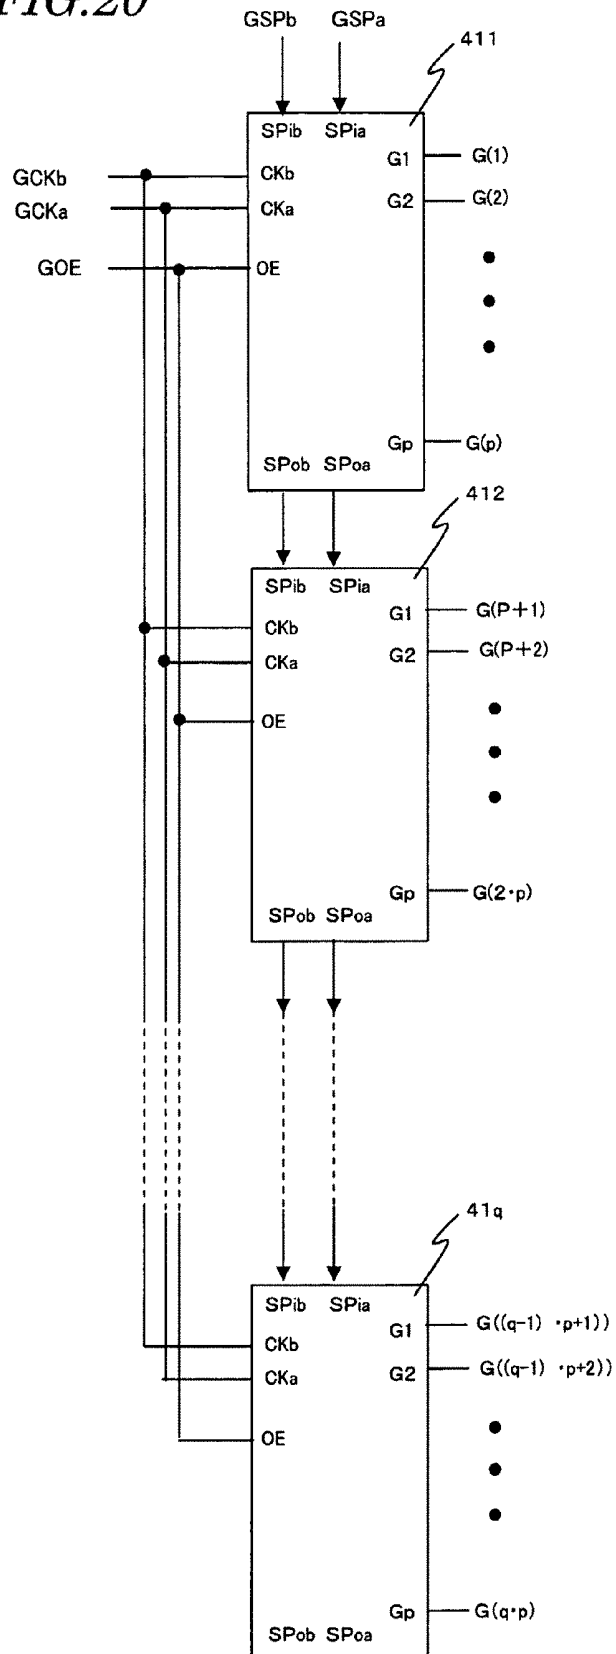 FIG.20
GSPb GSPa
411
SPib SPia
GCKb CKb G1 G(1)
GCKa CKa G2 G(2)
GOE OE
Gp G(p)
SPob SPoa
412
SPib SPia
CKb G1 G(P+1)
CKa G2 G(P+2)
OE
Gp G(2·p)
SPob SPoa
41q
SPib SPia
CKb G1 G((q-1) ·p+1))
CKa G2 G((q-1) ·p+2))
OE
Gp G(q·p)
SPob SPoa